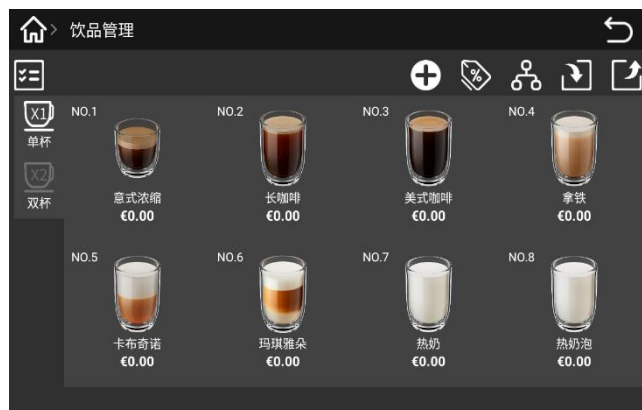 饮品管理
X1
单杯
X2
双杯
%
NO.1
意式浓缩
€0.00
NO.2
长咖啡
€0.00
NO.3
美式咖啡
€0.00
NO.4
拿铁
€0.00
NO.5
卡布奇诺
€0.00
NO.6
玛琪雅朵
€0.00
NO.7
热奶
€0.00
NO.8
热奶泡
€0.00